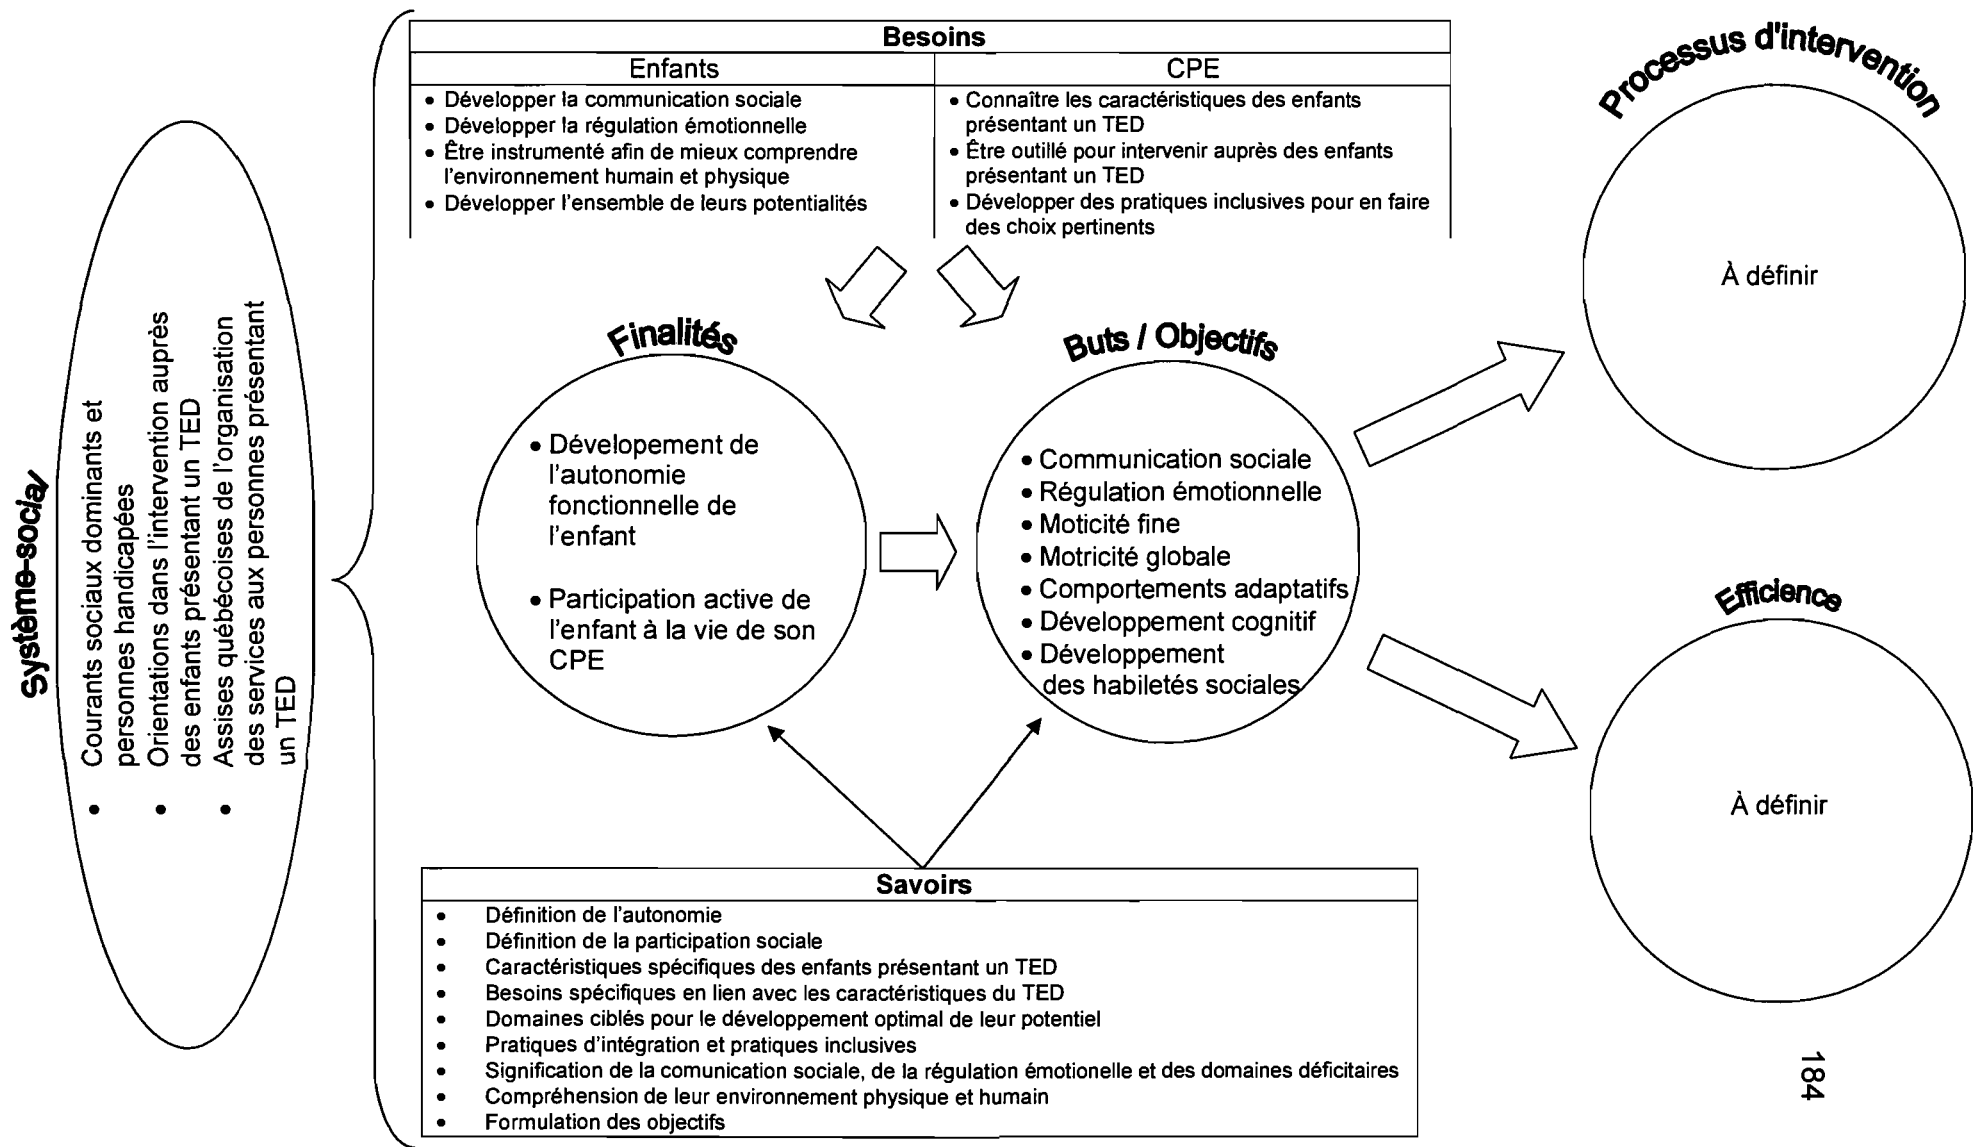 Système-social
• Courants sociaux dominants et
personnes handicapées
• Orientations dans l'intervention auprès
des enfants présentant un TED
• Assises québécoises de l'organisation
des services aux personnes présentant
un TED
Besoins
Enfants
• Développer la communication sociale
• Développer la régulation émotionnelle
• Être instrumenté afin de mieux comprendre
l'environnement humain et physique
• Développer l'ensemble de leurs potentialités
CPE
• Connaître les caractéristiques des enfants
présentant un TED
• Être outillé pour intervenir auprès des enfants
présentant un TED
• Développer des pratiques inclusives pour en faire
des choix pertinents
Finalités
• Dévelopement de
l'autonomie
fonctionnelle de
l'enfant
• Participation active de
l'enfant à la vie de son
CPE
Buts / Objectifs
• Communication sociale
• Régulation émotionnelle
• Moticité fine
• Motricité globale
• Comportements adaptatifs
• Développement cognitif
• Développement
des habiletés sociales
Processus d'intervention
À définir
Efficience
À définir
Savoirs
• Définition de l'autonomie
• Définition de la participation sociale
• Caractéristiques spécifiques des enfants présentant un TED
• Besoins spécifiques en lien avec les caractéristiques du TED
• Domaines ciblés pour le développement optimal de leur potentiel
• Pratiques d'intégration et pratiques inclusives
• Signification de la comunication sociale, de la régulation émotionelle et des domaines déficitaires
• Compréhension de leur environnement physique et humain
• Formulation des objectifs
184